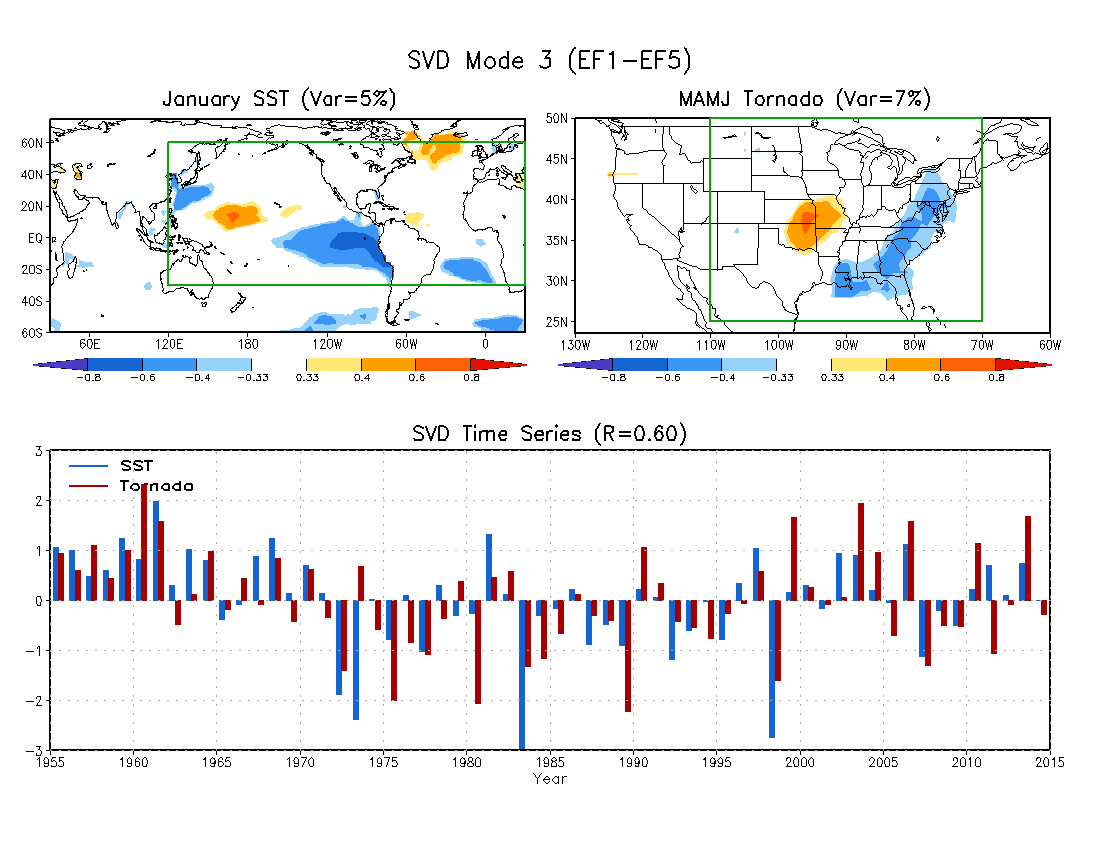 SVD Mode 3 (EF1−EF5)
January SST (Var=5%)
MAMJ Tornado (Var=7%)
60N
40N
20N
EQ
20S
40S
60S
60E 120E 180 120W 60W 0
−0.8 −0.6 −0.4 −0.33 0.33 0.4 0.6 0.8
50N
45N
40N
35N
30N
25N
130W 120W 110W 100W 90W 80W 70W 60W
−0.8 −0.6 −0.4 −0.33 0.33 0.4 0.6 0.8
SVD Time Series (R=0.60)
SST
Tornado
3
2
1
0
−1
−2
−3
1955 1960 1965 1970 1975 1980 1985 1990 1995 2000 2005 2010 2015
Year